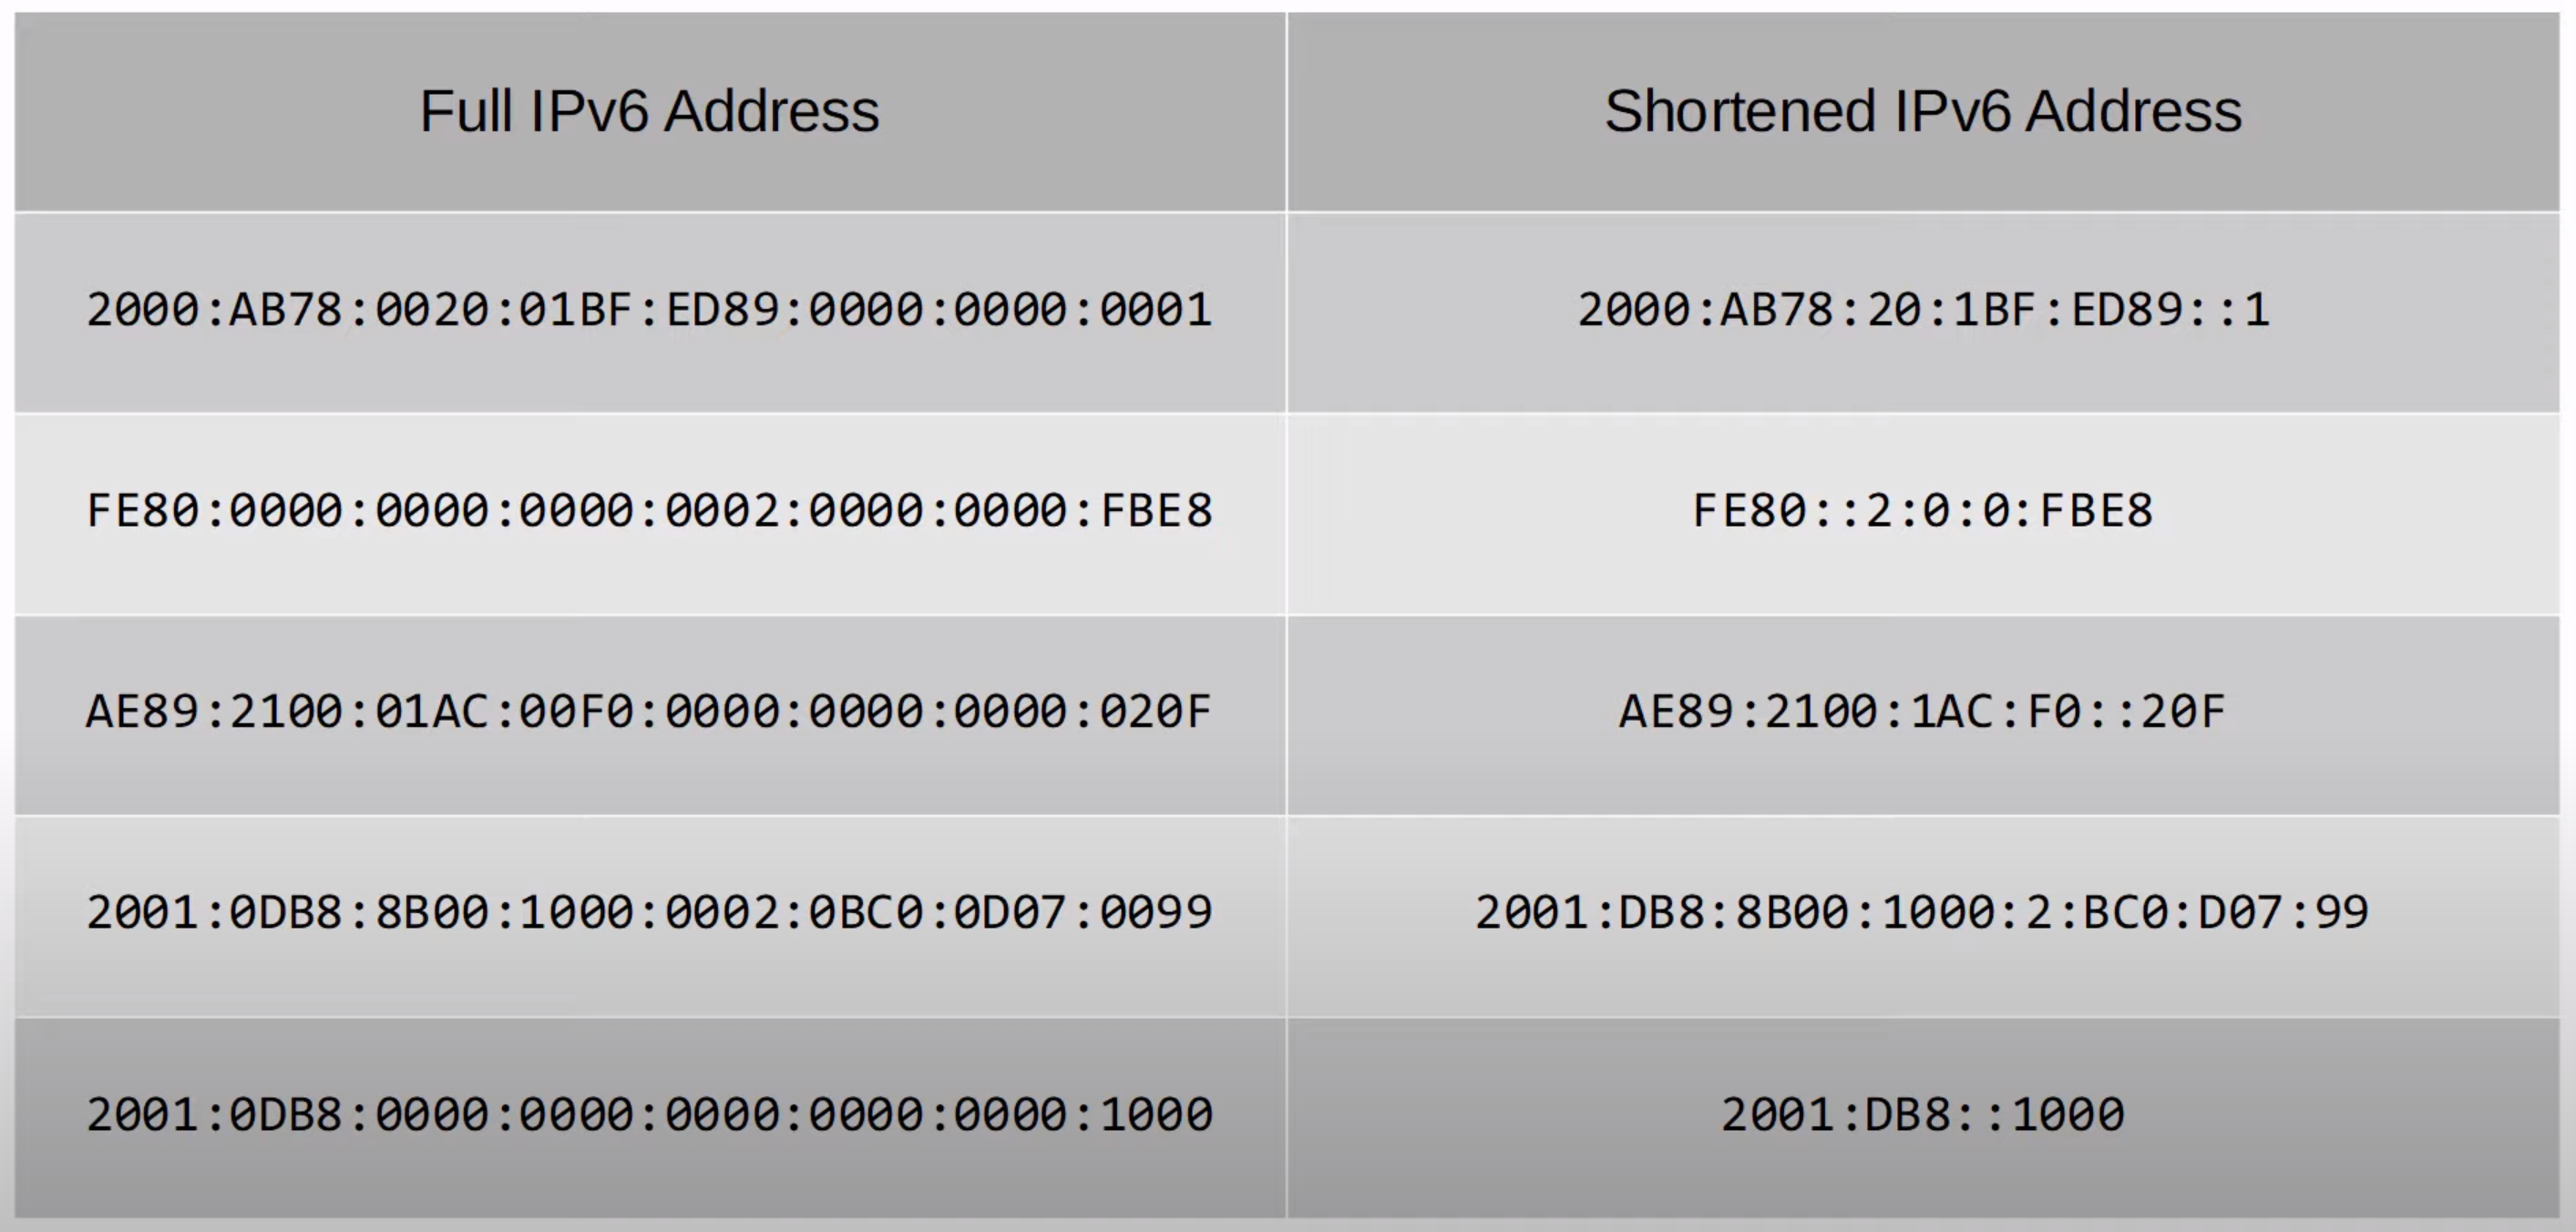 Full IPv6 Address Shortened IPv6 Address
2000:AB78:0020:01BF:ED89:0000:0000:0001 2000:AB78:20:1BF:ED89::1
FE80:0000:0000:0000:0002:0000:0000:FBE8 FE80::2:0:0:FBE8
AE89:2100:01AC:00F0:0000:0000:0000:020F AE89:2100:1AC:F0::20F
2001:0DB8:8B00:1000:0002:0BC0:0D07:0099 2001:DB8:8B00:1000:2:BC0:D07:99
2001:0DB8:0000:0000:0000:0000:0000:1000 2001:DB8::1000